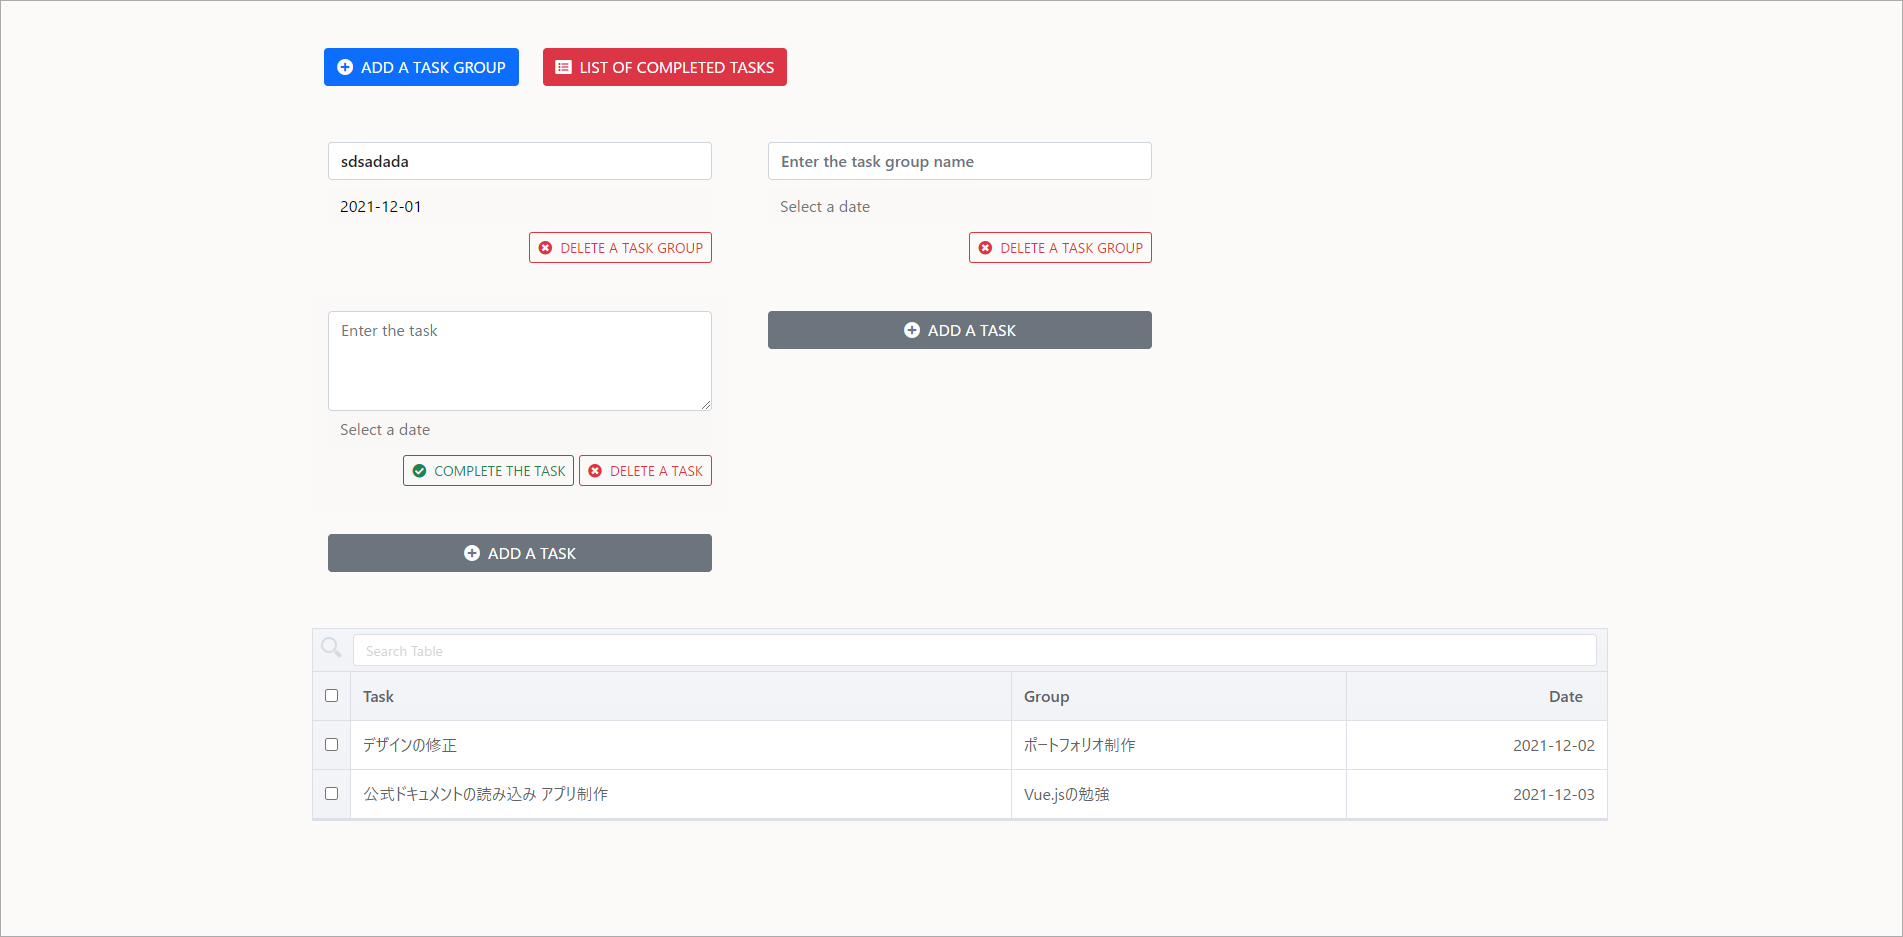 ADD A TASK GROUP
LIST OF COMPLETED TASKS
sdsadada
2021-12-01
DELETE A TASK GROUP
Enter the task
Select a date
COMPLETE THE TASK
DELETE A TASK
ADD A TASK
Enter the task group name
Select a date
DELETE A TASK GROUP
ADD A TASK
Search Table
Task Group Date
デザインの修正 ポートフォリオ制作 2021-12-02
公式ドキュメントの読み込み アプリ制作 Vue.jsの勉強 2021-12-03